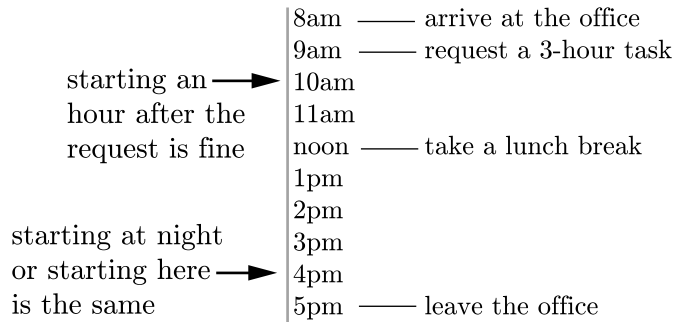 8am arrive at the office
9am request a 3-hour task
starting an
10am
hour after the
11am
request is fine
noon take a lunch break
1pm
2pm
starting at night
3pm
or starting here
4pm
is the same
5pm leave the office